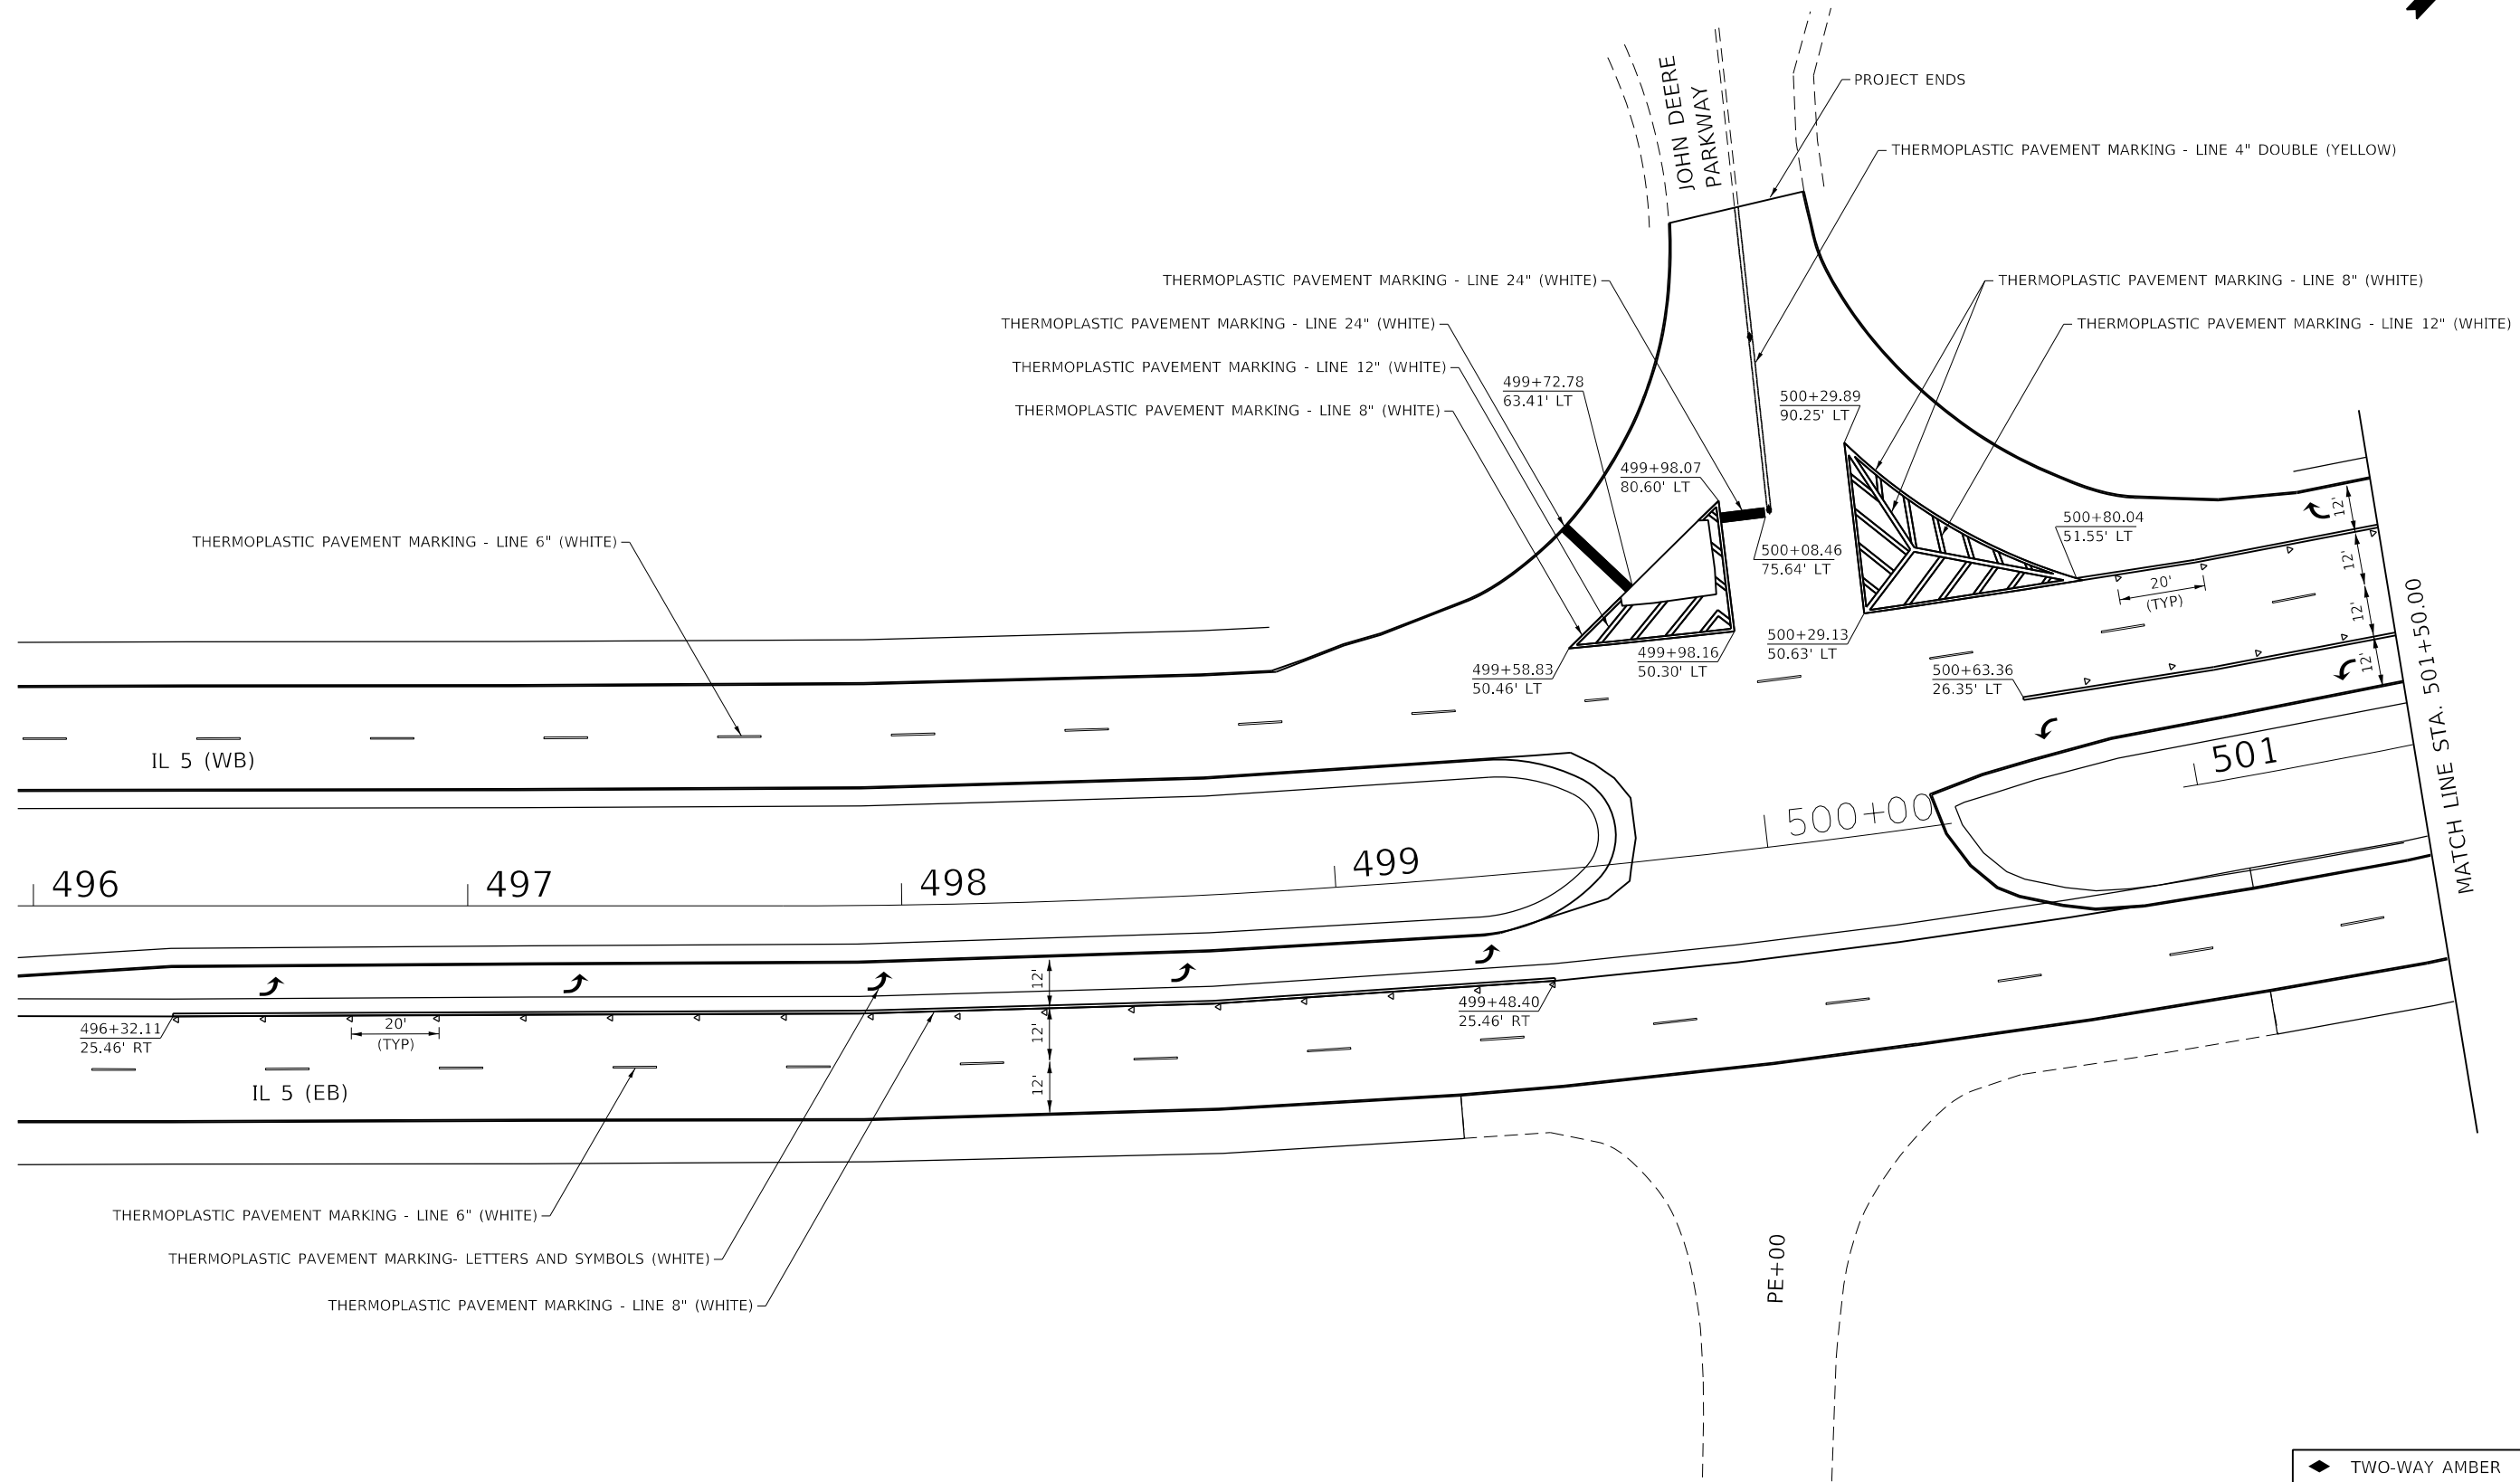 PROJECT ENDS
JOHN DEERE
PARKWAY
THERMOPLASTIC PAVEMENT MARKING - LINE 4" DOUBLE (YELLOW)
THERMOPLASTIC PAVEMENT MARKING - LINE 24" (WHITE)
THERMOPLASTIC PAVEMENT MARKING - LINE 8" (WHITE)
THERMOPLASTIC PAVEMENT MARKING - LINE 24" (WHITE)
THERMOPLASTIC PAVEMENT MARKING - LINE 12" (WHITE)
THERMOPLASTIC PAVEMENT MARKING - LINE 12" (WHITE)
499+72.78
63.41' LT
500+29.89
90.25' LT
THERMOPLASTIC PAVEMENT MARKING - LINE 8" (WHITE)
499+98.07
80.60' LT
12'
500+80.04
51.55' LT
THERMOPLASTIC PAVEMENT MARKING - LINE 6" (WHITE)
500+08.46
75.64' LT
12'
20'
(TYP)
12'
500+29.13
50.63' LT
499+98.16
50.30' LT
499+58.83
50.46' LT
500+63.36
26.35' LT
12'
MATCH LINE STA. 501+50.00
IL 5 (WB)
501
500+00
496
497
498
499
12'
499+48.40
25.46' RT
496+32.11
25.46' RT
20'
(TYP)
12'
12'
IL 5 (EB)
THERMOPLASTIC PAVEMENT MARKING - LINE 6" (WHITE)
THERMOPLASTIC PAVEMENT MARKING- LETTERS AND SYMBOLS (WHITE)
THERMOPLASTIC PAVEMENT MARKING - LINE 8" (WHITE)
PE+00
TWO-WAY AMBER